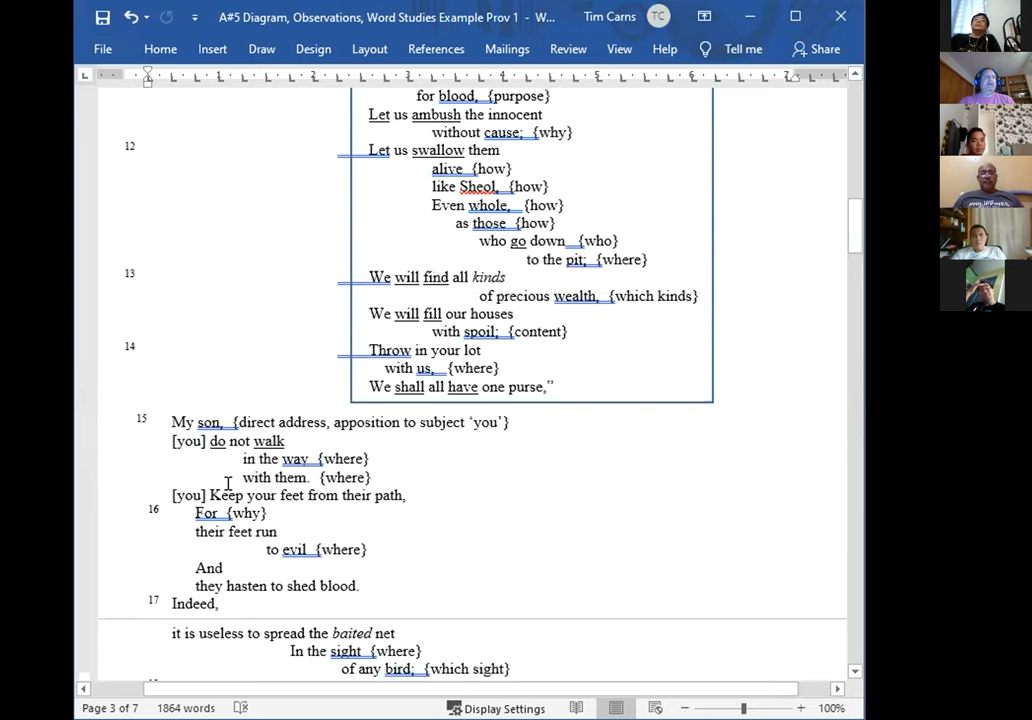 A#5 Diagram, Observations, Word Studies Example Prov 1 - W...
Tim Carns
TC
File Home Insert Draw Design Layout References Mailings Review View Help Tell me Share
1 2 3 4 5 6 7
for blood, {purpose}
Let us ambush the innocent
without cause; {why}
12 Let us swallow them
alive {how}
like Sheol, {how}
Even whole, {how}
as those {how}
who go down {who}
to the pit; {where}
13 We will find all kinds
of precious wealth, {which kinds}
We will fill our houses
with spoil; {content}
14 Throw in your lot
with us, {where}
We shall all have one purse,”
15 My son, {direct address, apposition to subject ‘you’}
[you] do not walk
in the way {where}
with them. {where}
[you] Keep your feet from their path,
16 For {why}
their feet run
to evil {where}
And
they hasten to shed blood.
17 Indeed,
it is useless to spread the baited net
In the sight {where}
of any bird; {which sight}
Page 3 of 7 1864 words Display Settings 100%
PHILIPPINES